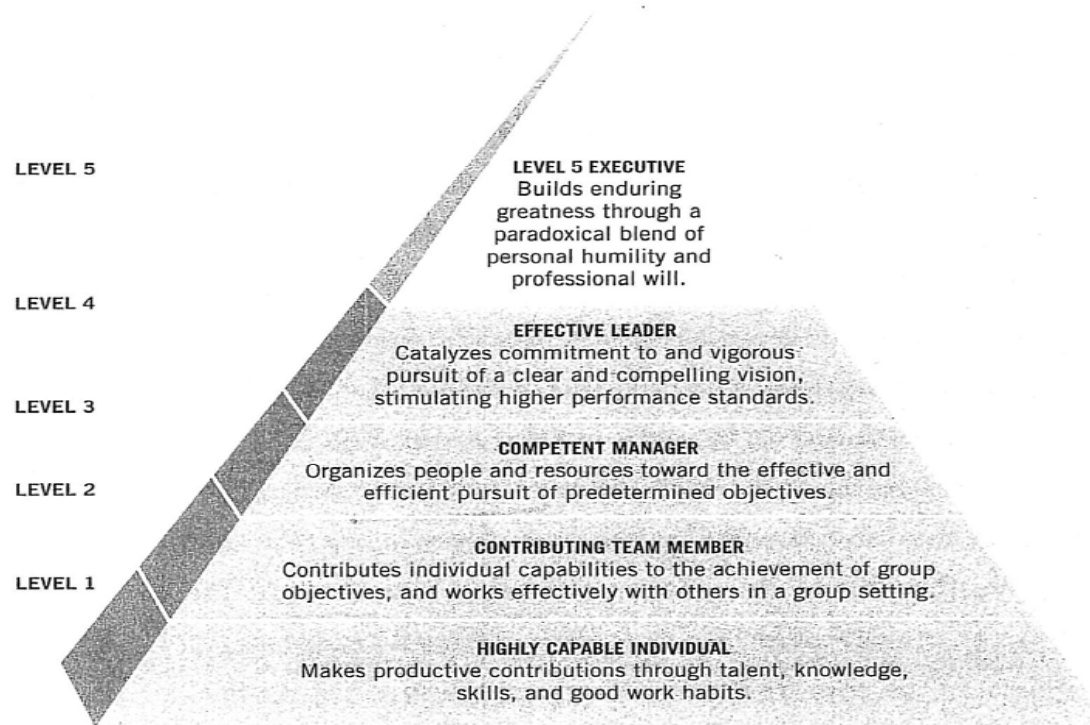 LEVEL 5
LEVEL 5 EXECUTIVE
Builds enduring
greatness through a
paradoxical blend of
personal humility and
professional will.
LEVEL 4
EFFECTIVE LEADER
Catalyzes commitment to and vigorous
pursuit of a clear and compelling vision,
stimulating higher performance standards.
LEVEL 3
COMPETENT MANAGER
Organizes people and resources toward the effective and
efficient pursuit of predetermined objectives.
LEVEL 2
CONTRIBUTING TEAM MEMBER
Contributes individual capabilities to the achievement of group
objectives, and works effectively with others in a group setting.
LEVEL 1
HIGHLY CAPABLE INDIVIDUAL
Makes productive contributions through talent, knowledge,
skills, and good work habits.